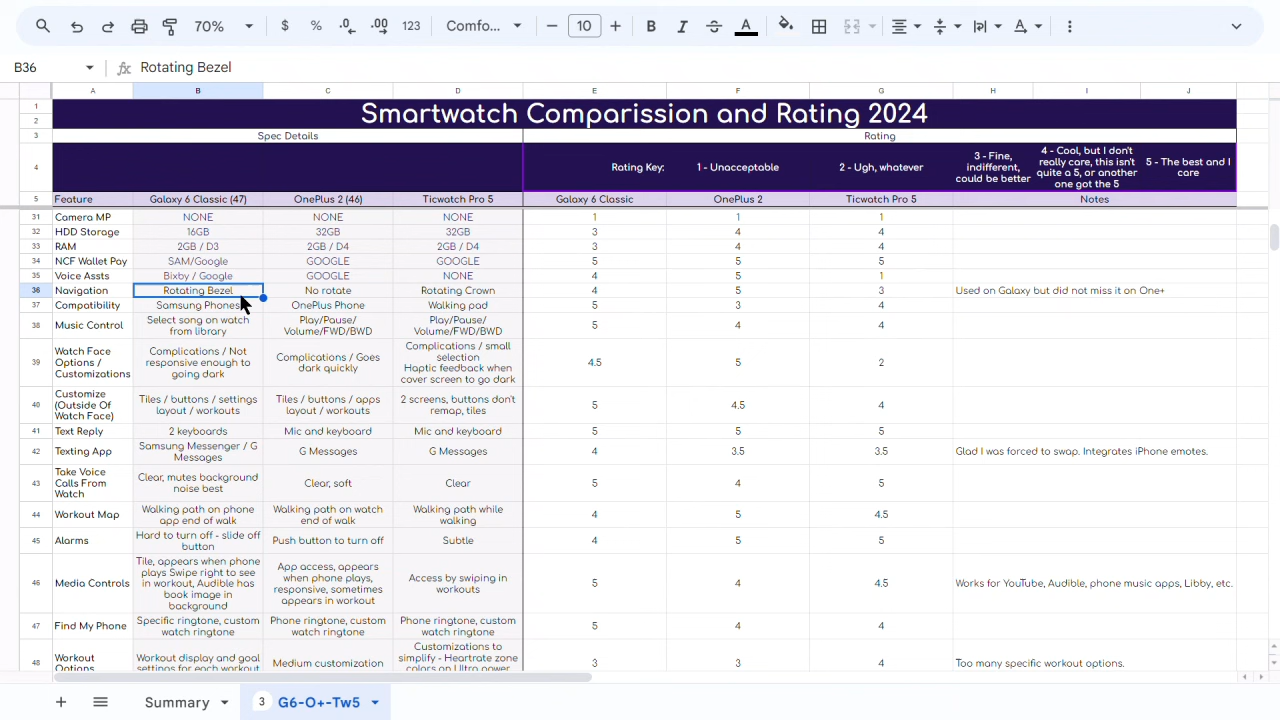 70%
$
%
.0
.00
123
Comfo...
10
B
I
A
A
B36
fx
Rotating Bezel
A B C D E F G H I J
1
2
Smartwatch Comparission and Rating 2024
3 Spec Details Rating
4 Rating Key: 1 - Unacceptable 2 - Ugh, whatever
3 - Fine,
indifferent,
could be better
4 - Cool, but I don't
really care, this isn't
quite a 5, or another
one got the 5
5 - The best and I
care
5 Feature Galaxy 6 Classic (47) OnePlus 2 (46) Ticwatch Pro 5 Galaxy 6 Classic OnePlus 2 Ticwatch Pro 5 Notes
31 Camera MP NONE NONE NONE 1 1 1
32 HDD Storage 16GB 32GB 32GB 3 4 4
33 RAM 2GB / D3 2GB / D4 2GB / D4 3 4 4
34 NCF Wallet Pay SAM/Google GOOGLE GOOGLE 5 5 5
35 Voice Assts Bixby / Google GOOGLE NONE 4 5 1
36 Navigation Rotating Bezel No rotate Rotating Crown 4 5 3 Used on Galaxy but did not miss it on One+
37 Compatibility Samsung Phones OnePlus Phone Walking pad 5 3 4
38 Music Control
Select song on watch
from library
Play/Pause/
Volume/FWD/BWD
Play/Pause/
Volume/FWD/BWD
5 4 4
39
Watch Face
Options /
Customizations
Complications / Not
responsive enough to
going dark
Complications / Goes
dark quickly
Complications / small
selection
Haptic feedback when
cover screen to go dark
4.5 5 2
40
Customize
(Outside Of
Watch Face)
Tiles / buttons / settings
layout / workouts
Tiles / buttons / apps
layout / workouts
2 screens, buttons don't
remap, tiles
5 4.5 4
41 Text Reply 2 keyboards Mic and keyboard Mic and keyboard 5 5 5
42 Texting App
Samsung Messenger / G
Messages
G Messages G Messages 4 3.5 3.5 Glad I was forced to swap. Integrates iPhone emotes.
43
Take Voice
Calls From
Watch
Clear, mutes background
noise best
Clear, soft Clear 5 4 5
44 Workout Map
Walking path on phone
app end of walk
Walking path on watch
end of walk
Walking path while
walking
4 5 4.5
45 Alarms
Hard to turn off - slide off
button
Push button to turn off Subtle 4 5 5
46 Media Controls
Tile, appears when phone
plays Swipe right to see
in workout, Audible has
book image in
background
App access, appears
when phone plays,
responsive, sometimes
appears in workout
Access by swiping in
workouts
5 4 4.5 Works for YouTube, Audible, phone music apps, Libby, etc.
47 Find My Phone
Specific ringtone, custom
watch ringtone
Phone ringtone, custom
watch ringtone
Phone ringtone, custom
watch ringtone
5 4 4
48
Workout
Options
Workout display and goal
settings for each workout
Medium customization
Customizations to
simplify - Heartrate zone
colors on Ultra power
3 3 4 Too many specific workout options.
Summary
3 G6-O+-Tw5